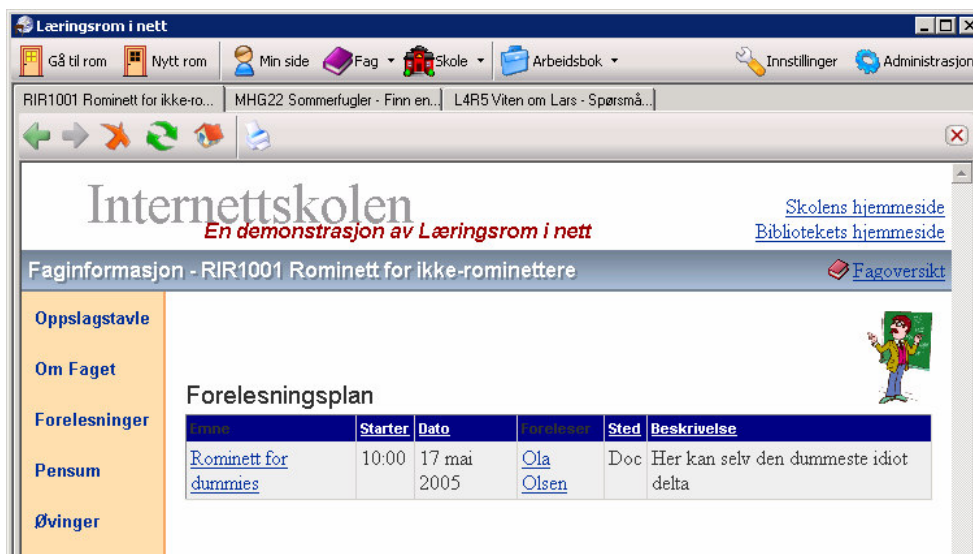 Læringsrom i nett
Gå til rom Nytt rom Min side Fag Skole Arbeidsbok Innstillinger Administrasjon
RIR1001 Rominett for ikke-ro... MHG22 Sommerfugler - Finn en... L4R5 Viten om Lars - Spørsmå...
Internettskolen
En demonstrasjon av Læringsrom i nett
Skolens hjemmeside
Bibliotekets hjemmeside
Faginformasjon - RIR1001 Rominett for ikke-rominettere Fagoversikt
Oppslagstavle
Om Faget
Forelesninger
Pensum
Øvinger
Forelesningsplan
Emne Starter Dato Foreleser Sted Beskrivelse
Rominett for 10:00 17 mai Ola Doc Her kan selv den dummeste idiot
dummies 2005 Olsen delta